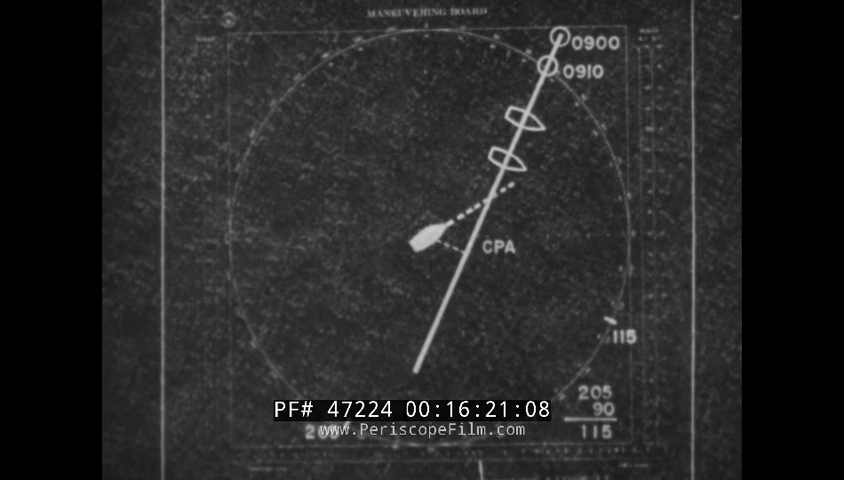 MANEUVERING BOARD
0900
0910
CPA
115
205
90
115
PF# 47224 00:16:21:08
www.PeriscopeFilm.com